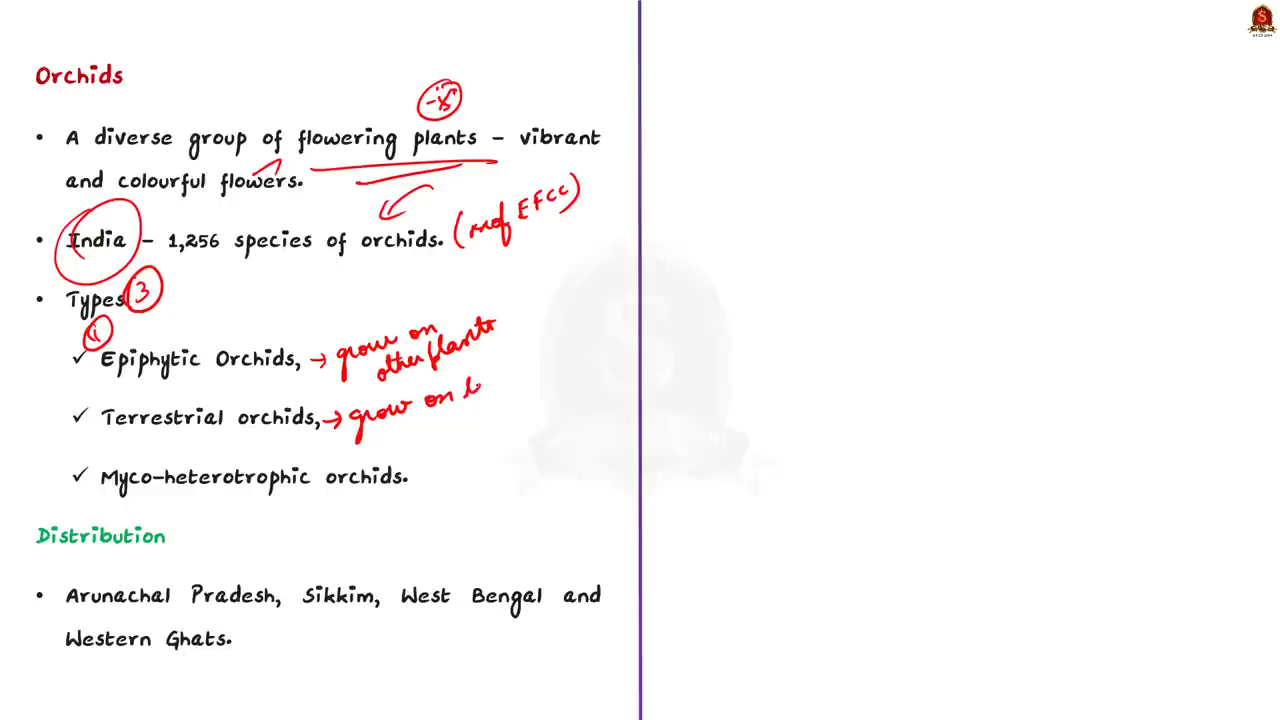 Orchids
• A diverse group of flowering plants – vibrant
and colourful flowers.
• India – 1,256 species of orchids. (MoEFCC)
• Types 3
(i)
✓ Epiphytic Orchids, → grow on
other plants
✓ Terrestrial orchids, → grow on
✓ Myco-heterotrophic orchids.
Distribution
• Arunachal Pradesh, Sikkim, West Bengal and
Western Ghats.